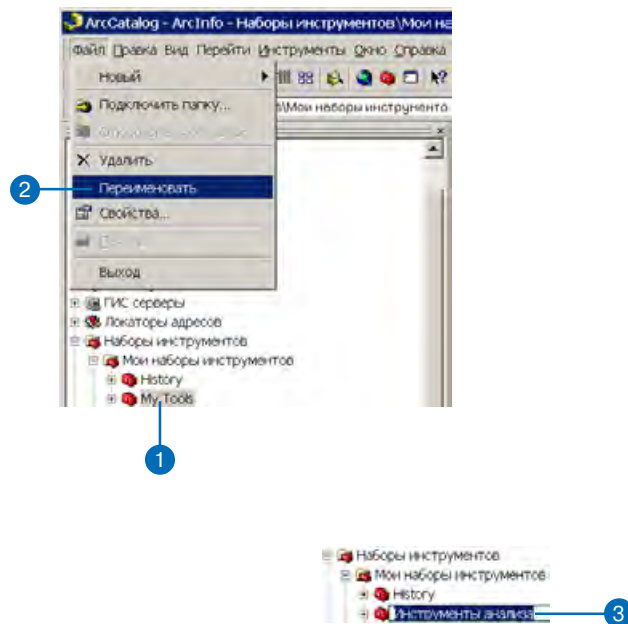 ArcCatalog - ArcInfo - Наборы инструментов\Мои на
Файл Правка Вид Перейти Инструменты Окно Справка
Новый
Подключить папку...
\Мои наборы инструменто
Удалить
2 Переименовать
Свойства...
Выход
ГИС серверы
Локаторы адресов
Наборы инструментов
Мои наборы инструментов
History
My Tools
1
Наборы инструментов
Мои наборы инструментов
History
Инструменты анализа 3